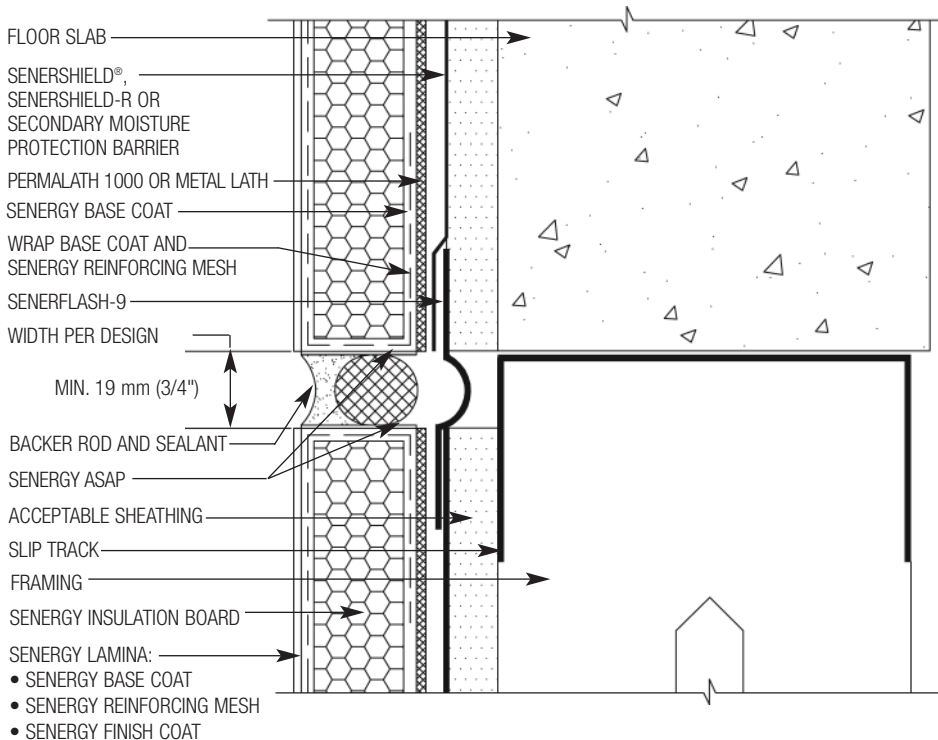 FLOOR SLAB
SENERSHIELD®,
SENERSHIELD-R OR
SECONDARY MOISTURE
PROTECTION BARRIER
PERMALATH 1000 OR METAL LATH
SENERGY BASE COAT
WRAP BASE COAT AND
SENERGY REINFORCING MESH
SENERFLASH-9
WIDTH PER DESIGN
MIN. 19 mm (3/4")
BACKER ROD AND SEALANT
SENERGY ASAP
ACCEPTABLE SHEATHING
SLIP TRACK
FRAMING
SENERGY INSULATION BOARD
SENERGY LAMINA:
• SENERGY BASE COAT
• SENERGY REINFORCING MESH
• SENERGY FINISH COAT